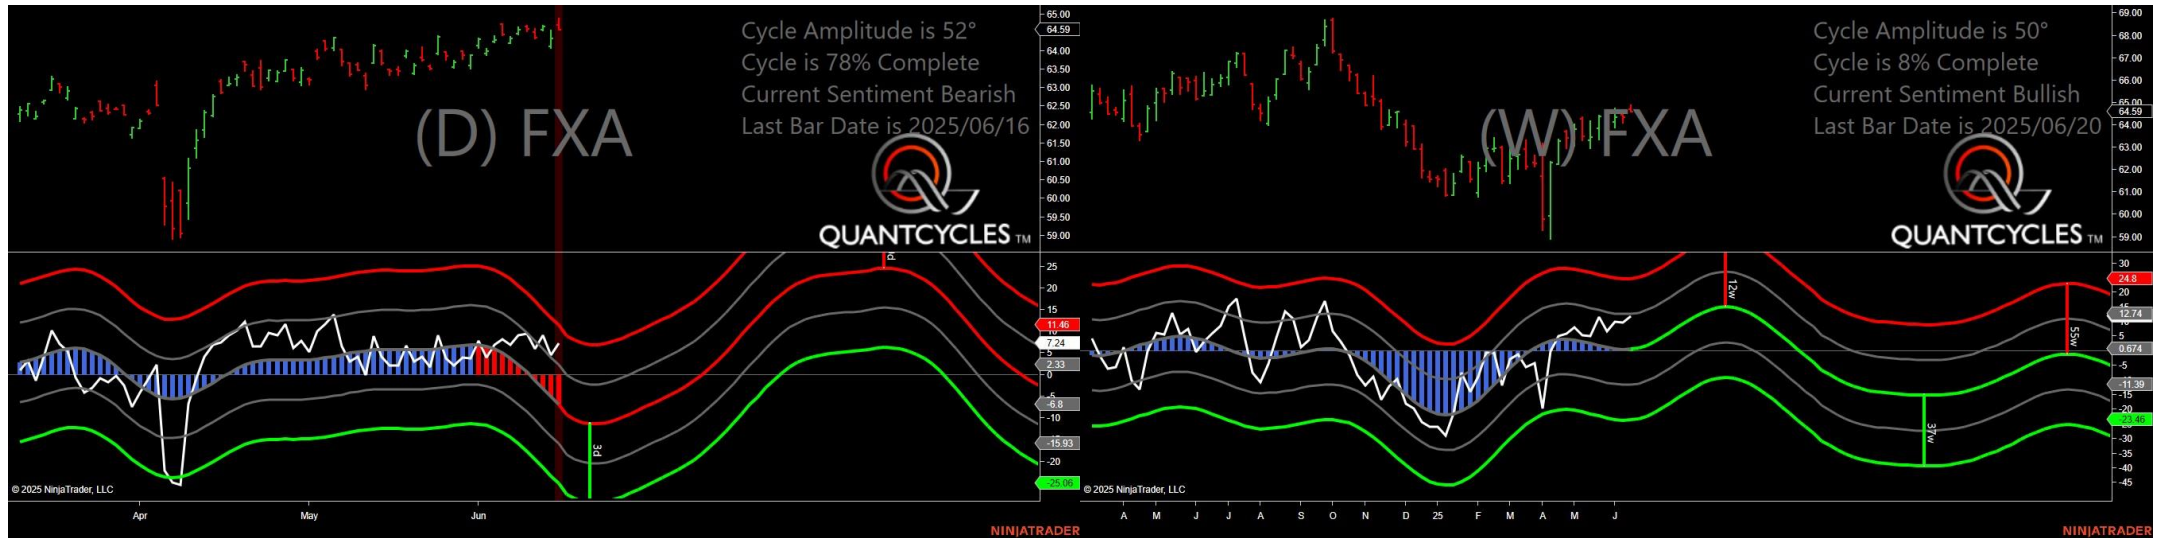 Cycle Amplitude is 52°
Cycle is 78% Complete
Current Sentiment Bearish
Last Bar Date is 2025/06/16
(D) FXA
QUANTCYCLES TM
65.00
64.59
64.00
63.50
63.00
62.50
62.00
61.50
61.00
60.50
60.00
59.50
59.00
25
20
15
11.46
7.24
5
2.33
0
-6.8
-10
-15.93
-20
-25.06
3d
© 2025 NinjaTrader, LLC
Apr
May
Jun
NINJATRADER
Cycle Amplitude is 50°
Cycle is 8% Complete
Current Sentiment Bullish
Last Bar Date is 2025/06/20
(W) FXA
QUANTCYCLES TM
69.00
68.00
67.00
66.00
65.00
64.59
64.00
63.00
62.00
61.00
60.00
59.00
30
24.8
20
15
12.74
0.674
-5
-11.39
-15
-20
-23.46
-30
-35
-40
-45
12w
37w
55w
© 2025 NinjaTrader, LLC
A M J J A S O N D 25 F M A M J
NINJATRADER